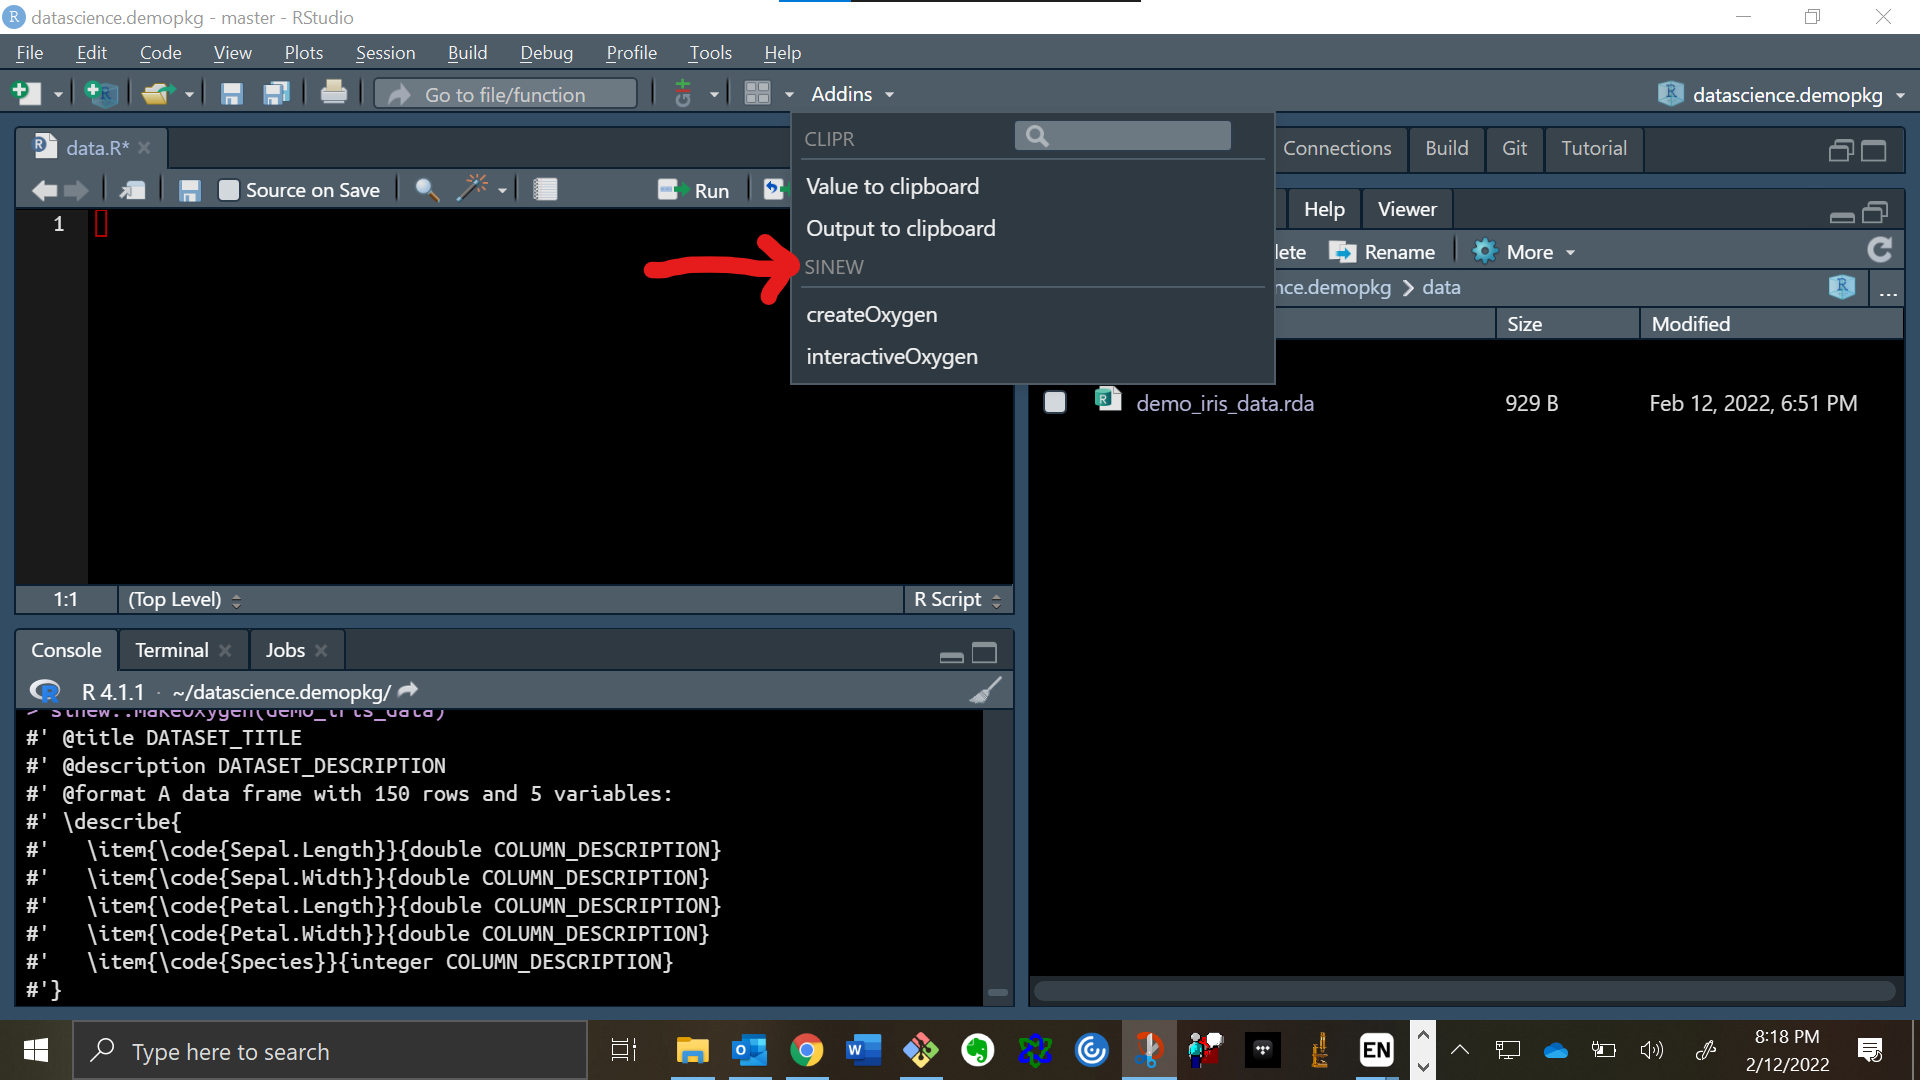 datascience.demopkg - master - RStudio
File Edit Code View Plots Session Build Debug Profile Tools Help
Go to file/function Addins datascience.demopkg
data.R*
Source on Save Run
1
CLIPR
Value to clipboard
Output to clipboard
SINEW
createOxygen
interactiveOxygen
1:1 (Top Level) R Script
Connections Build Git Tutorial
Help Viewer
lete Rename More
nce.demopkg data ...
Size Modified
demo_iris_data.rda 929 B Feb 12, 2022, 6:51 PM
Console Terminal Jobs
R 4.1.1 · ~/datascience.demopkg/
> sinew::makeOxygen(demo_iris_data)
#' @title DATASET_TITLE
#' @description DATASET_DESCRIPTION
#' @format A data frame with 150 rows and 5 variables:
#' \describe{
#'   \item{\code{Sepal.Length}}{double COLUMN_DESCRIPTION}
#'   \item{\code{Sepal.Width}}{double COLUMN_DESCRIPTION}
#'   \item{\code{Petal.Length}}{double COLUMN_DESCRIPTION}
#'   \item{\code{Petal.Width}}{double COLUMN_DESCRIPTION}
#'   \item{\code{Species}}{integer COLUMN_DESCRIPTION}
#'}
Type here to search
EN
8:18 PM
2/12/2022